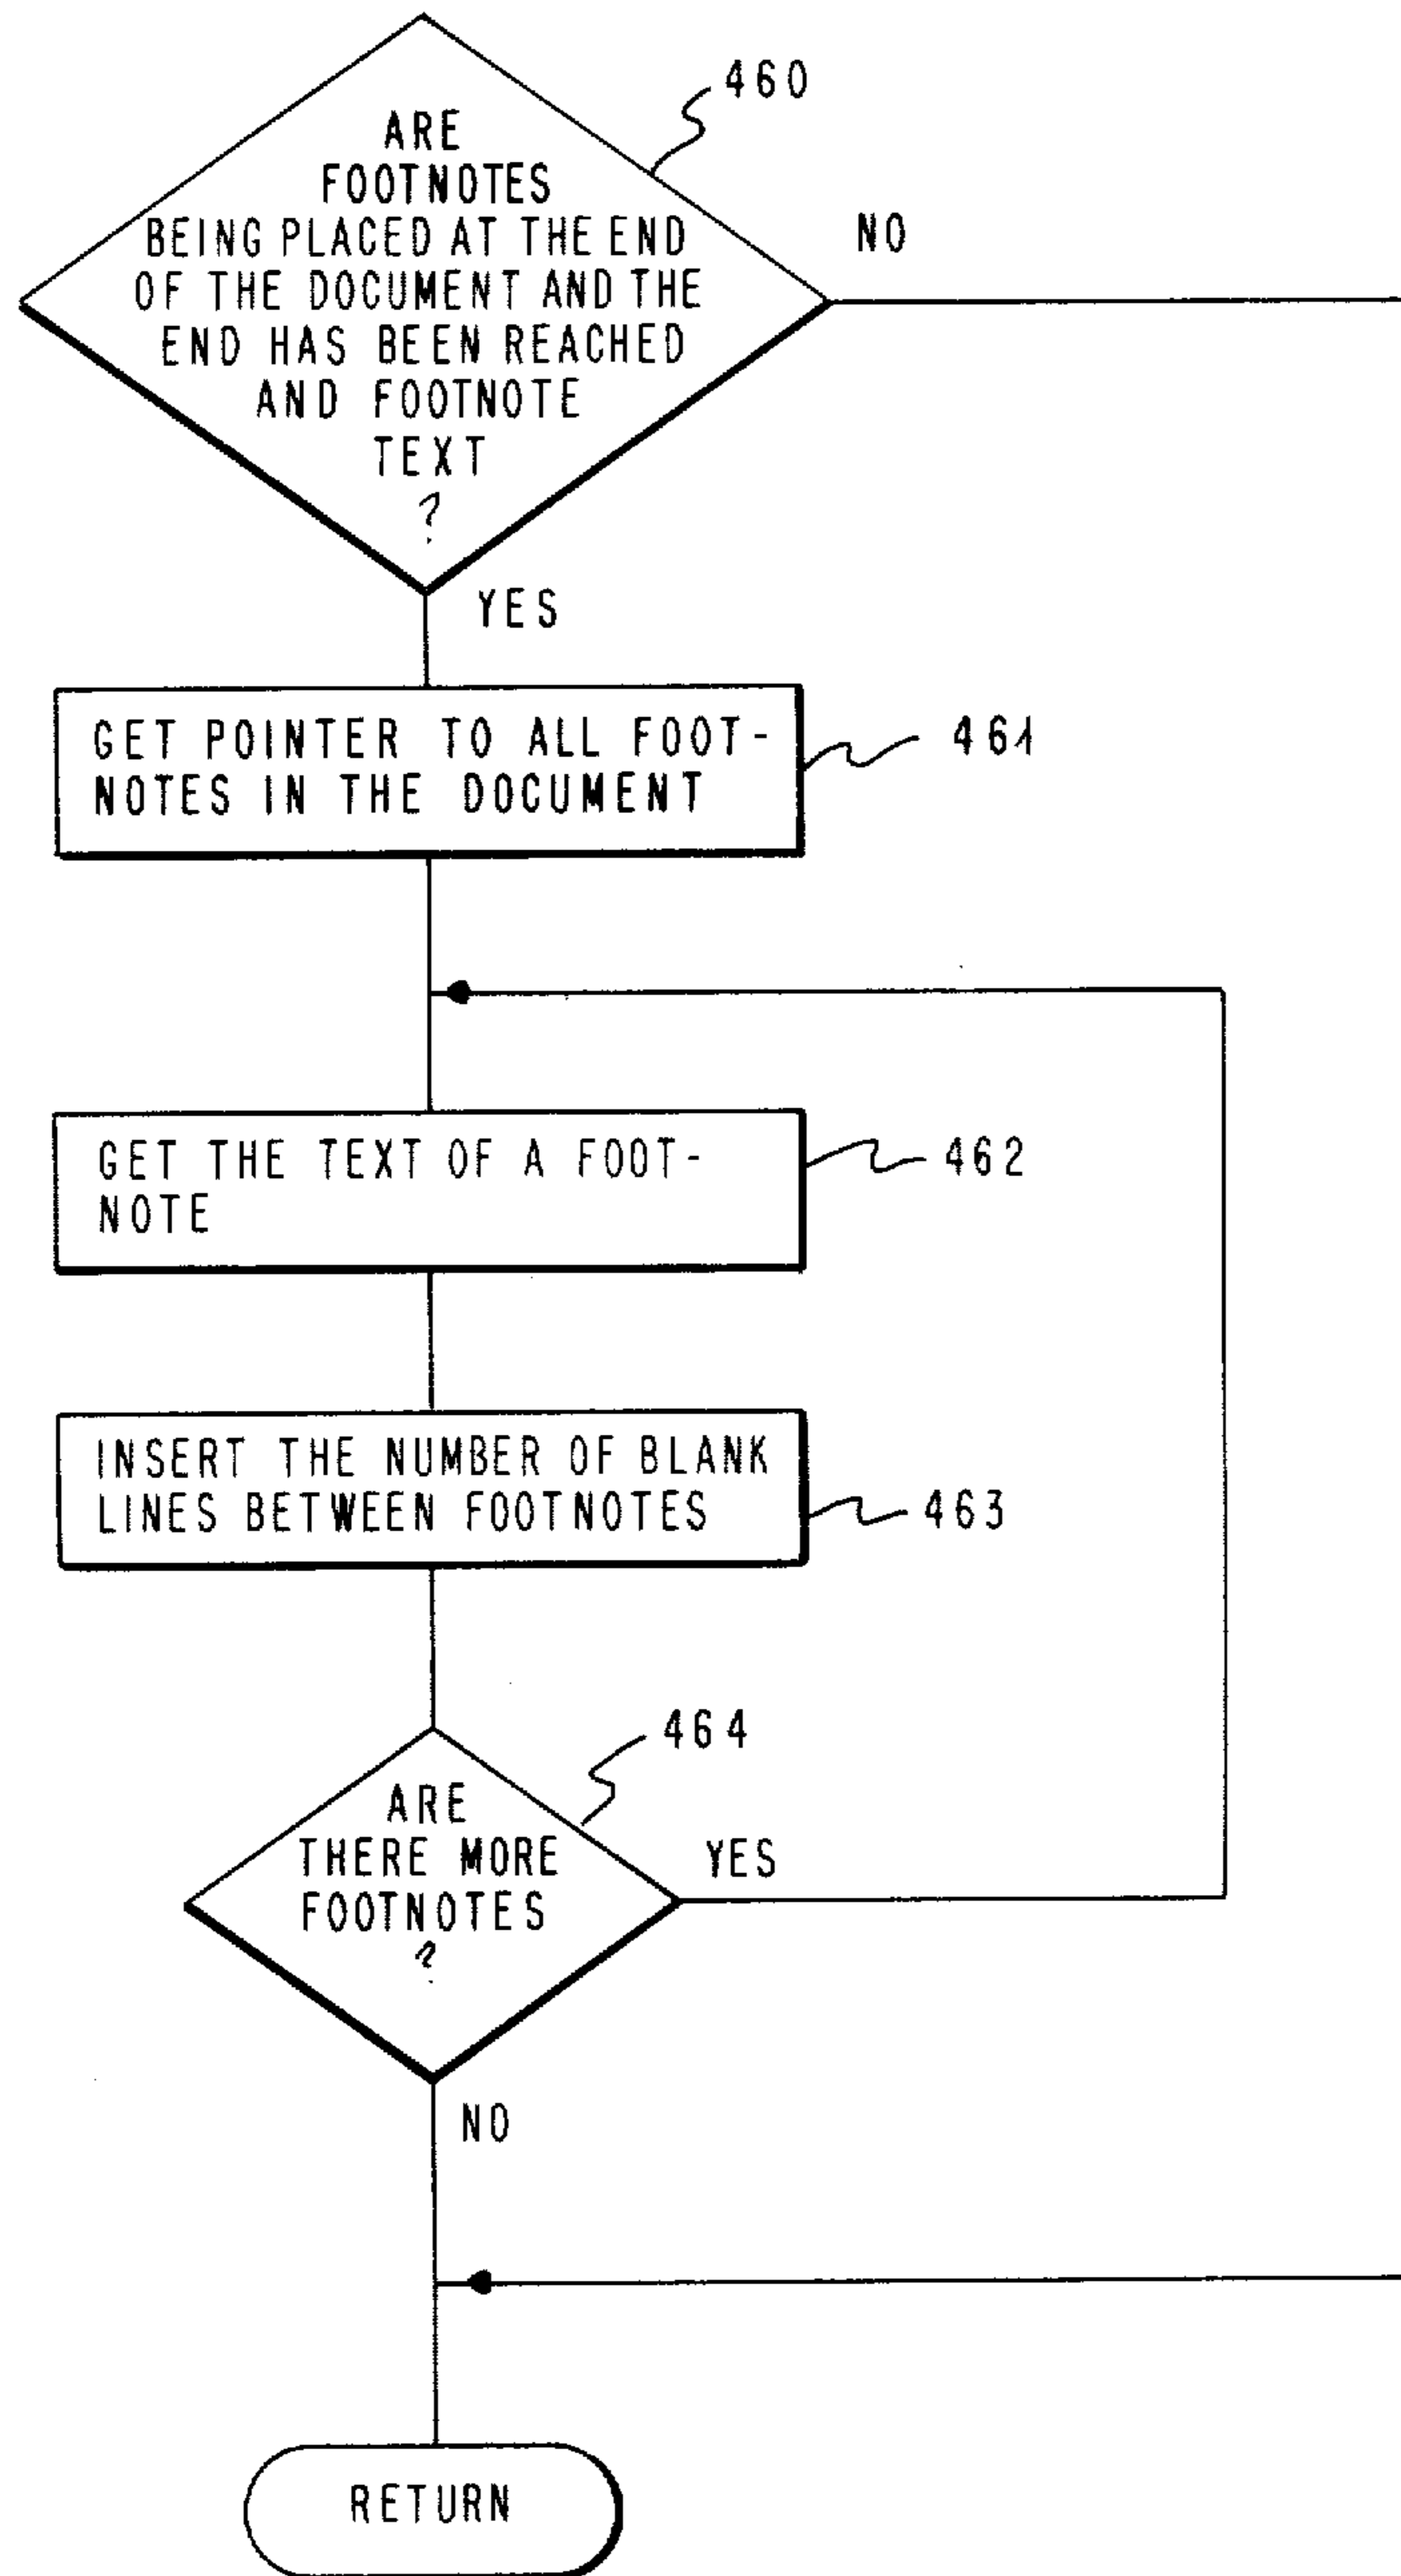 460
ARE
FOOTNOTES
BEING PLACED AT THE END
OF THE DOCUMENT AND THE
END HAS BEEN REACHED
AND FOOTNOTE
TEXT
?
NO
YES
GET POINTER TO ALL FOOT-
NOTES IN THE DOCUMENT
461
GET THE TEXT OF A FOOT-
NOTE
462
INSERT THE NUMBER OF BLANK
LINES BETWEEN FOOTNOTES
463
464
ARE
THERE MORE
FOOTNOTES
?
YES
NO
RETURN